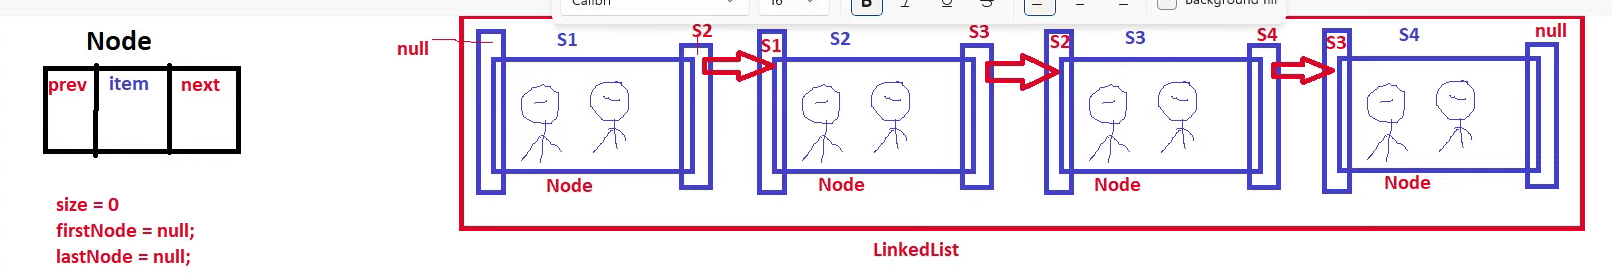 Calibri
16
B
Background fill
Node
prev item next
size = 0
firstNode = null;
lastNode = null;
null
S1
S2
Node
S1
S2
S3
Node
S2
S3
S4
Node
S3
S4
null
Node
LinkedList